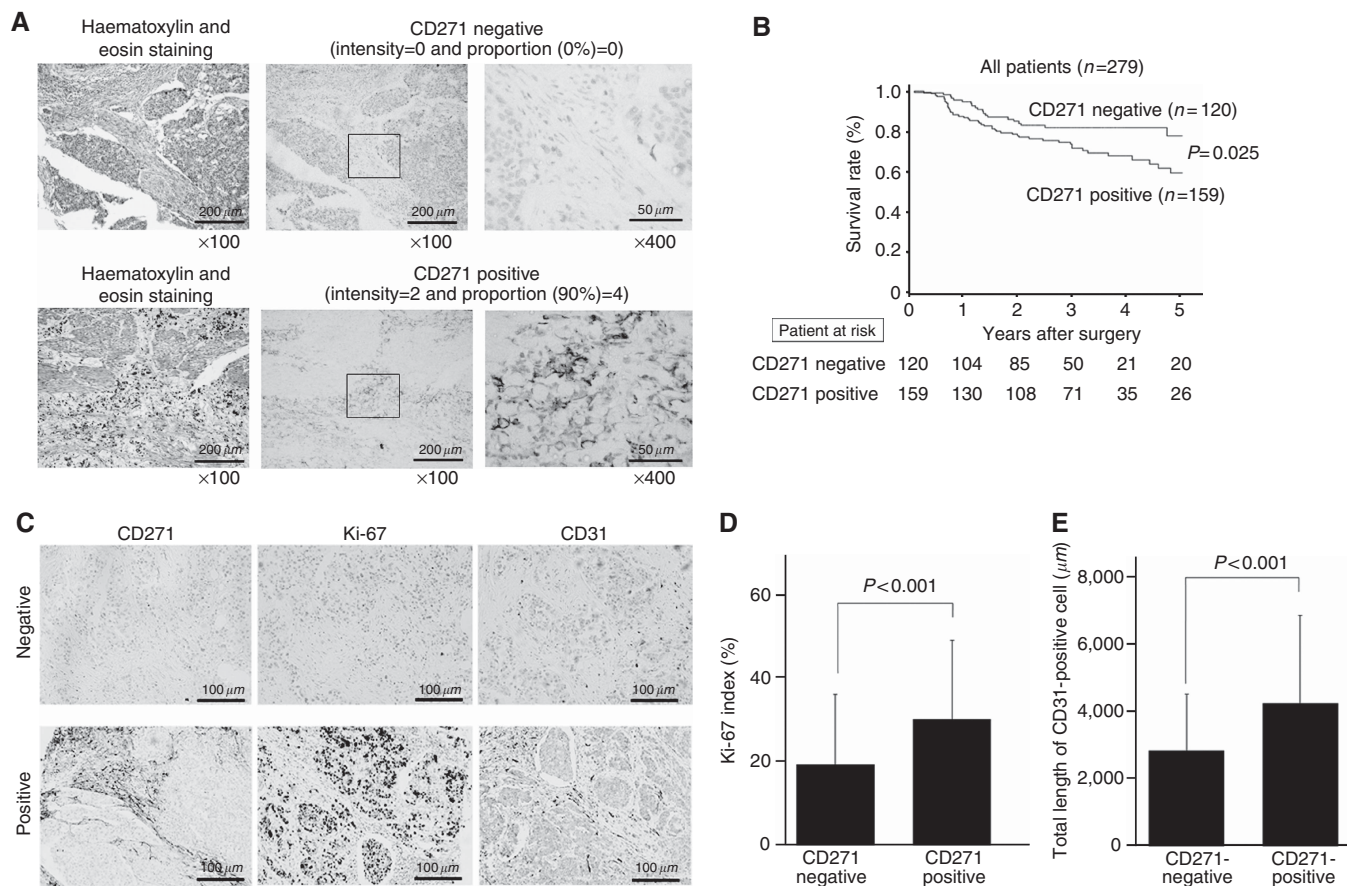 A
Haematoxylin and
eosin staining
CD271 negative
(intensity=0 and proportion (0%)=0)
200 μm
200 μm
50 μm
×100
×100
×400
Haematoxylin and
eosin staining
CD271 positive
(intensity=2 and proportion (90%)=4)
200 μm
200 μm
50 μm
×100
×100
×400
B
All patients (n=279)
Survival rate (%)
1.0
0.8
0.6
0.4
0.2
0
CD271 negative (n=120)
P=0.025
CD271 positive (n=159)
0 1 2 3 4 5
Years after surgery
Patient at risk
CD271 negative 120 104 85 50 21 20
CD271 positive 159 130 108 71 35 26
C
CD271 Ki-67 CD31
Negative
100 μm
100 μm
100 μm
Positive
100 μm
100 μm
100 μm
D
Ki-67 index (%)
60
40
20
0
P<0.001
CD271
negative
CD271
positive
E
Total length of CD31-positive cell (μm)
8,000
6,000
4,000
2,000
0
P<0.001
CD271-
negative
CD271-
positive